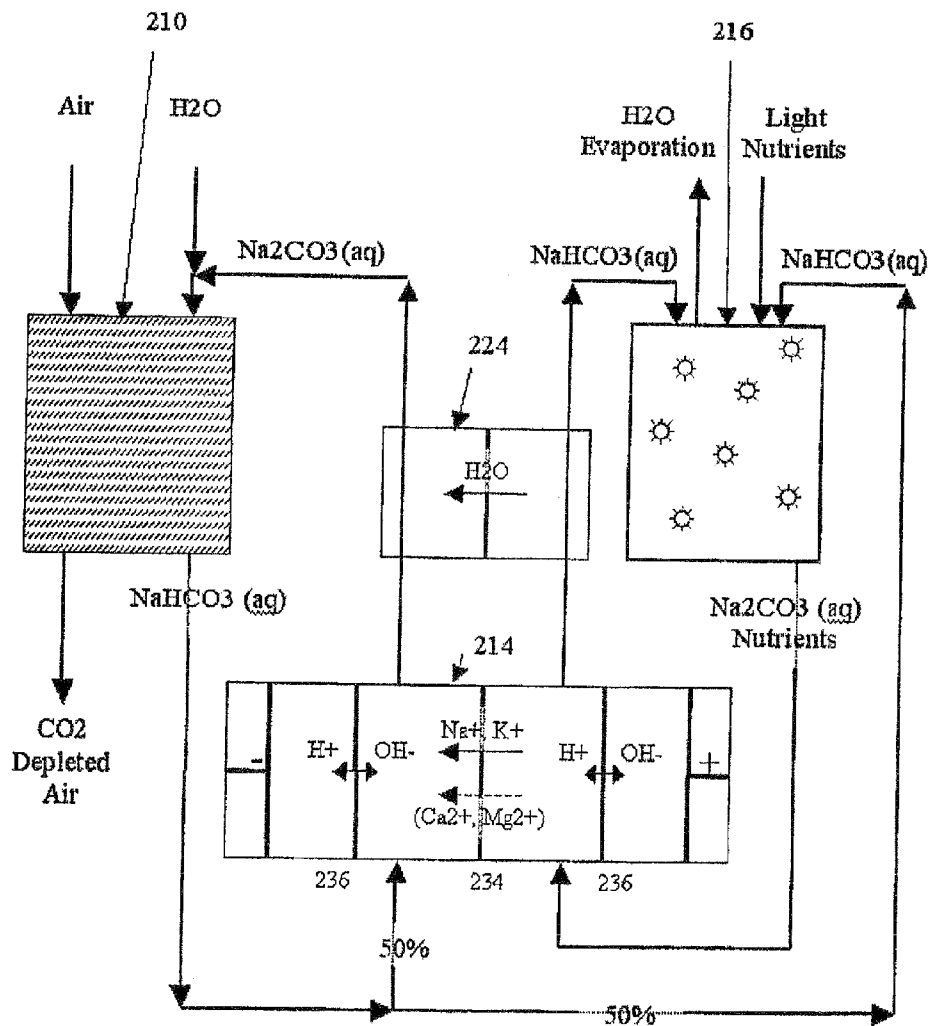 210
216
Air
H2O
H2O
Evaporation
Light
Nutrients
Na2CO3 (aq)
NaHCO3 (aq)
NaHCO3 (aq)
224
H2O
NaHCO3 (aq)
Na2CO3 (aq)
Nutrients
214
CO2
Depleted
Air
-
H+
OH-
Na+, K+
(Ca2+, Mg2+)
H+
OH-
+
236
234
236
50%
50%